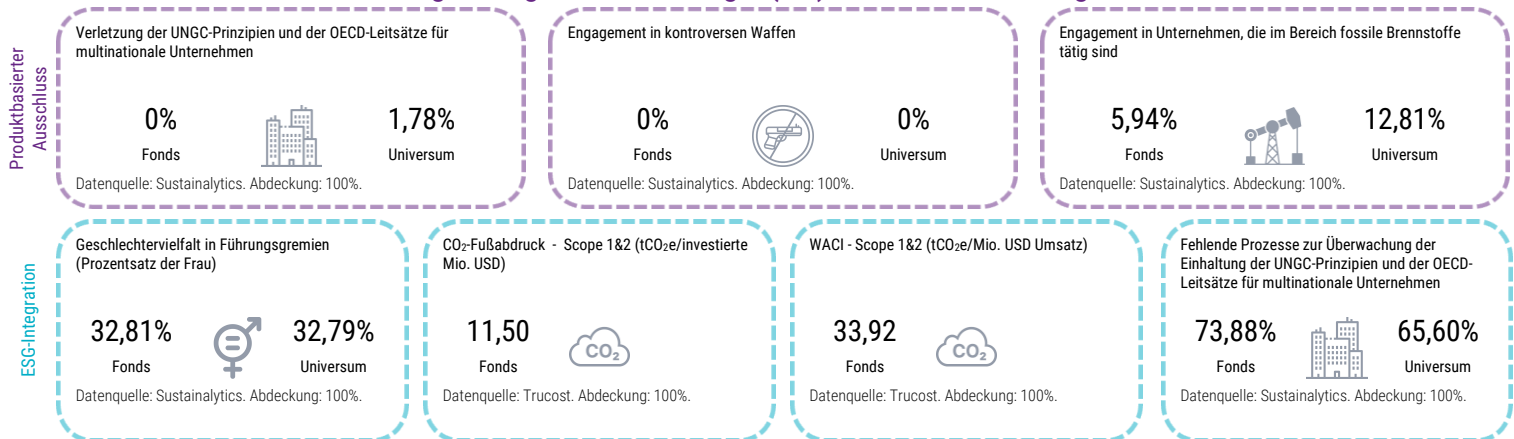 Produktbasierter
Ausschluss
Verletzung der UNGC-Prinzipien und der OECD-Leitsätze für
multinationale Unternehmen
0%
Fonds
1,78%
Universum
Datenquelle: Sustainalytics. Abdeckung: 100%.
Engagement in kontroversen Waffen
0%
Fonds
0%
Universum
Datenquelle: Sustainalytics. Abdeckung: 100%.
Engagement in Unternehmen, die im Bereich fossile Brennstoffe
tätig sind
5,94%
Fonds
12,81%
Universum
Datenquelle: Sustainalytics. Abdeckung: 100%.
ESG-Integration
Geschlechtervielfalt in Führungsgremien
(Prozentsatz der Frau)
32,81%
Fonds
32,79%
Universum
Datenquelle: Sustainalytics. Abdeckung: 100%.
CO₂-Fußabdruck - Scope 1&2 (tCO₂e/investierte
Mio. USD)
11,50
Fonds
CO₂
Datenquelle: Trucost. Abdeckung: 100%.
WACI - Scope 1&2 (tCO₂e/Mio. USD Umsatz)
33,92
Fonds
CO₂
Datenquelle: Trucost. Abdeckung: 100%.
Fehlende Prozesse zur Überwachung der
Einhaltung der UNGC-Prinzipien und der OECD-
Leitsätze für multinationale Unternehmen
73,88%
Fonds
65,60%
Universum
Datenquelle: Sustainalytics. Abdeckung: 100%.